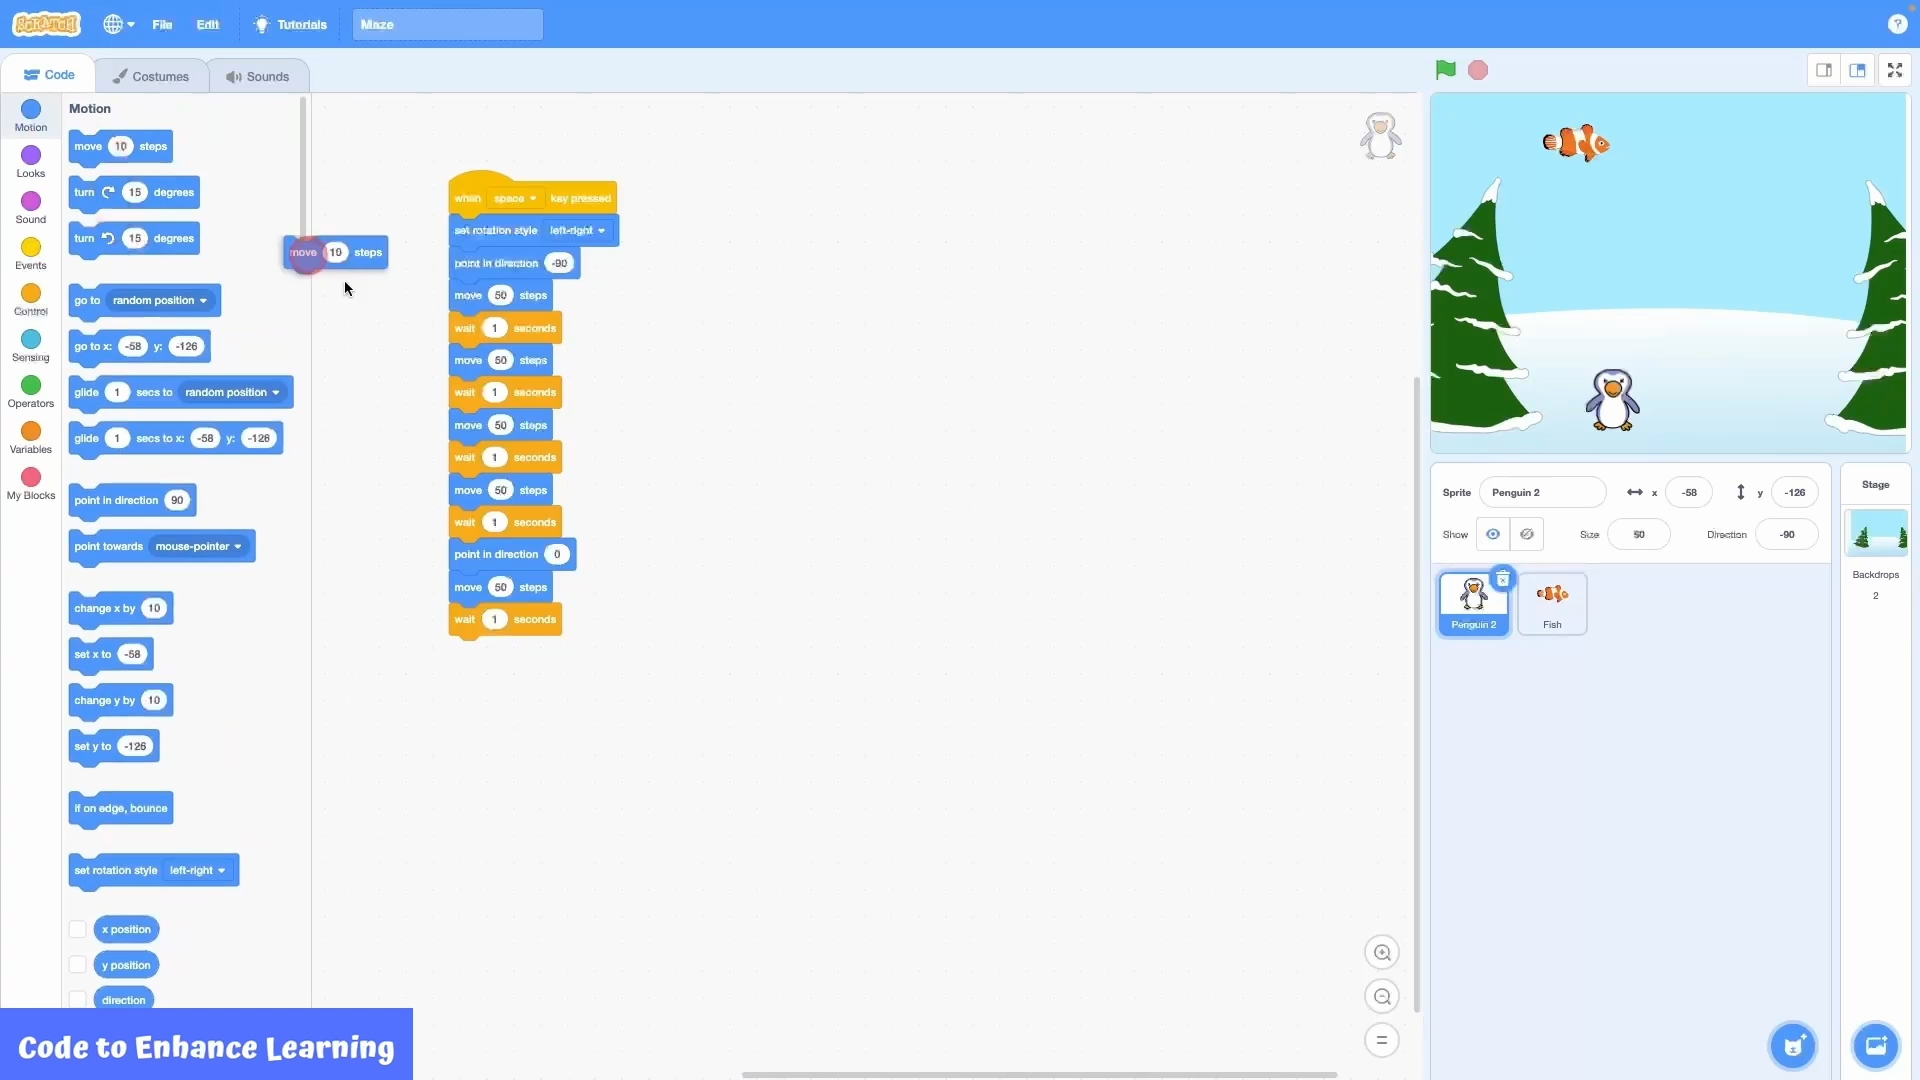 SCRATCH File Edit Tutorials Maze ?
Code Costumes Sounds
Motion
Looks
Sound
Events
Control
Sensing
Operators
Variables
My Blocks
Motion
move 10 steps
turn 15 degrees
turn 15 degrees
go to random position
go to x: -58 y: -126
glide 1 secs to random position
glide 1 secs to x: -58 y: -126
point in direction 90
point towards mouse-pointer
change x by 10
set x to -58
change y by 10
set y to -126
if on edge, bounce
set rotation style left-right
x position
y position
direction
move 10 steps
when space key pressed
set rotation style left-right
point in direction -90
move 50 steps
wait 1 seconds
move 50 steps
wait 1 seconds
move 50 steps
wait 1 seconds
move 50 steps
wait 1 seconds
point in direction 0
move 50 steps
wait 1 seconds
Sprite Penguin 2 x -58 y -126
Show Size 50 Direction -90
Penguin 2
Fish
Stage
Backdrops
2
Code to Enhance Learning